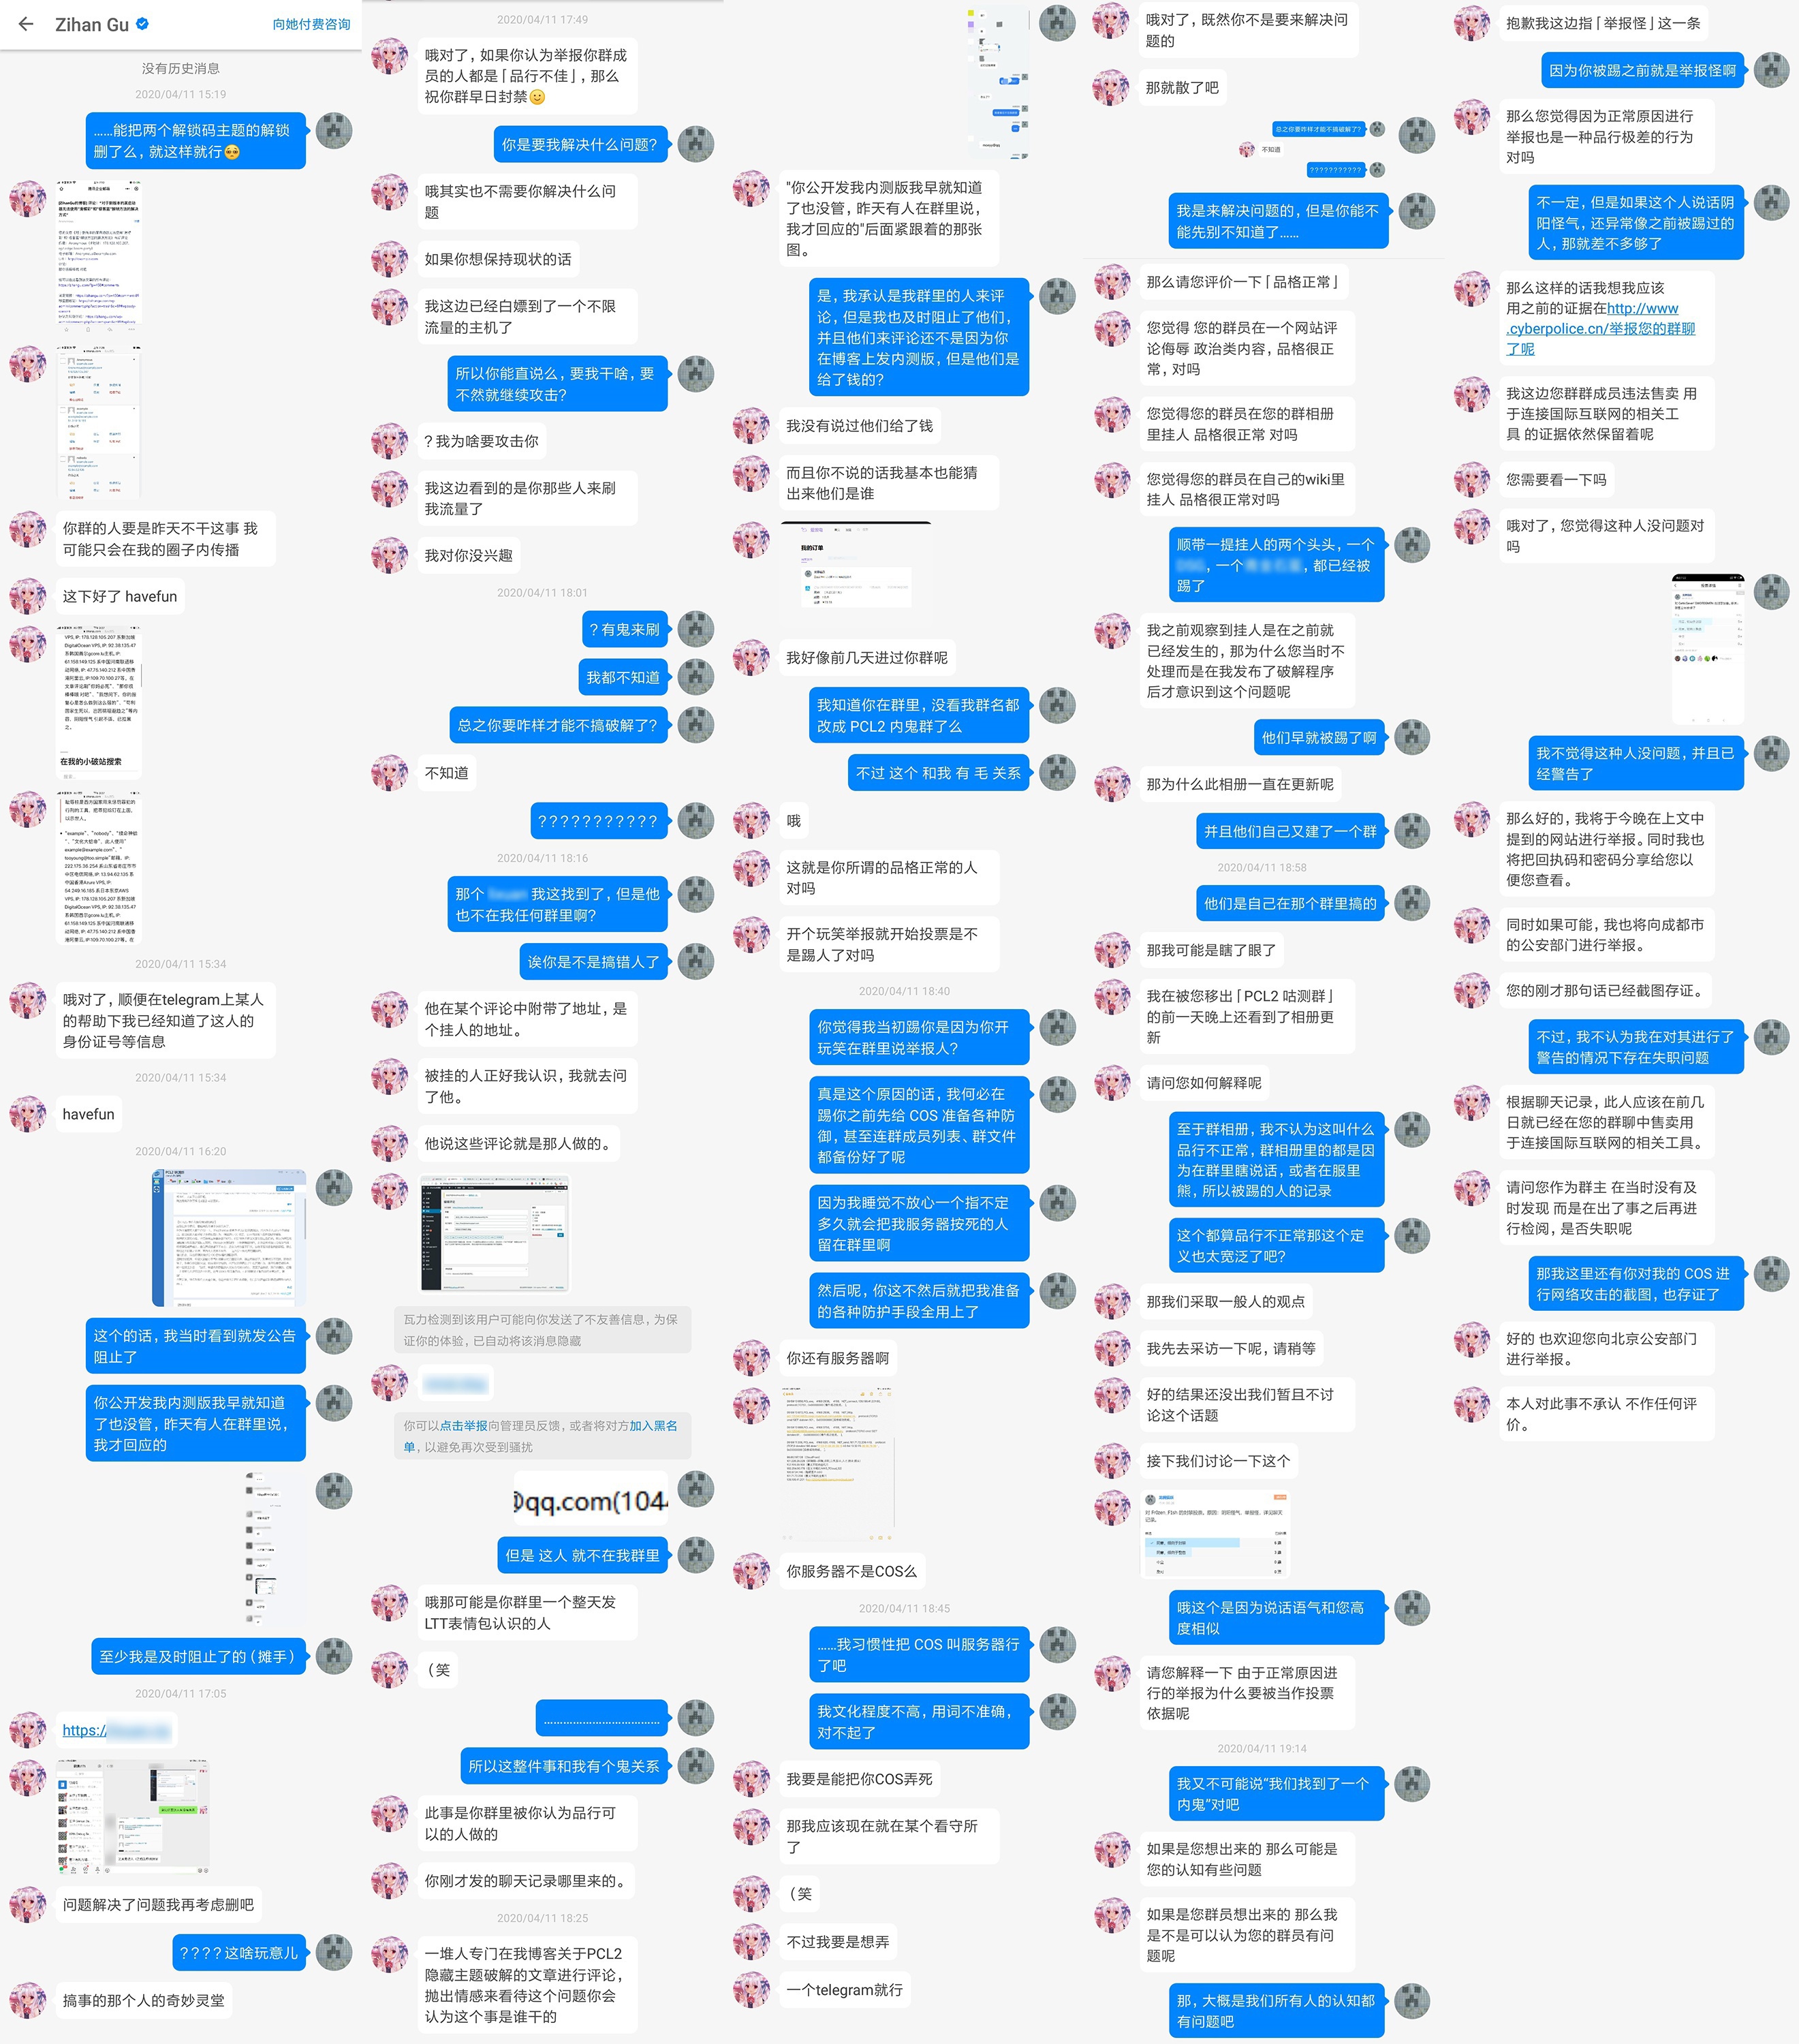 Zihan Gu
向她付费咨询
没有历史消息
2020/04/11 15:19
……能把两个解锁码主题的解锁
删了么，就这样就行
你群的人要是昨天不干这事 我
可能只会在我的圈子内传播
这下好了 havefun
在我的小破站搜索
2020/04/11 15:34
哦对了，顺便在telegram上某人
的帮助下我已经知道了这人的
身份证号等信息
2020/04/11 15:34
havefun
2020/04/11 16:20
这个的话，我当时看到就发公告
阻止了
你公开发我内测版我早就知道
了也没管，昨天有人在群里说，
我才回应的
至少我是及时阻止了的（摊手）
2020/04/11 17:05
https:/
问题解决了问题我再考虑删吧
？？？？这啥玩意儿
搞事的那个人的奇妙灵堂
2020/04/11 17:49
哦对了，如果你认为举报你群成
员的人都是「品行不佳」，那么
祝你群早日封禁
你是要我解决什么问题？
哦其实也不需要你解决什么问
题
如果你想保持现状的话
我这边已经白嫖到了一个不限
流量的主机了
所以你能直说么，要我干啥，要
不然就继续攻击？
？我为啥要攻击你
我这边看到的是你那些人来刷
我流量了
我对你没兴趣
2020/04/11 18:01
？有鬼来刷
我都不知道
总之你要咋样才能不搞破解了？
不知道
？？？？？？？？？？？
2020/04/11 18:16
那个 我这找到了，但是他
也不在我任何群里啊？
诶你是不是搞错人了
他在某个评论中附带了地址，是
个挂人的地址。
被挂的人正好我认识，我就去问
了他。
他说这些评论就是那人做的。
瓦力检测到该用户可能向你发送了不友善信息，为保
证你的体验，已自动将该消息隐藏
你可以点击举报向管理员反馈，或者将对方加入黑名
单，以避免再次受到骚扰
@qq.com(104
但是 这人 就不在我群里
哦那可能是你群里一个整天发
LTT表情包认识的人
（笑
………………………………
所以这整件事和我有个鬼关系
此事是你群里被你认为品行可
以的人做的
你刚才发的聊天记录哪里来的。
2020/04/11 18:25
一堆人专门在我博客关于PCL2
隐藏主题破解的文章进行评论，
抛出情感来看待这个问题你会
认为这个事是谁干的
"你公开发我内测版我早就知道
了也没管，昨天有人在群里说，
我才回应的"后面紧跟着的那张
图。
是，我承认是我群里的人来评
论，但是我也及时阻止了他们，
并且他们来评论还不是因为你
在博客上发内测版，但是他们是
给了钱的？
我没有说过他们给了钱
而且你不说的话我基本也能猜
出来他们是谁
我的订单
我好像前几天进过你群呢
我知道你在群里，没看我群名都
改成 PCL2 内鬼群了么
不过 这个 和我 有 毛 关系
哦
这就是你所谓的品格正常的人
对吗
开个玩笑举报就开始投票是不
是踢人了对吗
2020/04/11 18:40
你觉得我当初踢你是因为你开
玩笑在群里说举报人？
真是这个原因的话，我何必在
踢你之前先给 COS 准备各种防
御，甚至连群成员列表、群文件
都备份好了呢
因为我睡觉不放心一个指不定
多久就会把我服务器按死的人
留在群里啊
然后呢，你这不然后就把我准备
的各种防护手段全用上了
你还有服务器啊
你服务器不是COS么
2020/04/11 18:45
……我习惯性把 COS 叫服务器行
了吧
我文化程度不高，用词不准确，
对不起了
我要是能把你COS弄死
那我应该现在就在某个看守所
了
（笑
不过我要是想弄
一个telegram就行
哦对了，既然你不是要来解决问
题的
那就散了吧
总之你要咋样才能不搞破解了？
不知道
？？？？？？？？？？？
我是来解决问题的，但是你能不
能先别不知道了……
那么请您评价一下「品格正常」
您觉得 您的群员在一个网站评
论侮辱 政治类内容，品格很正
常，对吗
您觉得您的群员在您的群相册
里挂人 品格很正常 对吗
您觉得您的群员在自己的wiki里
挂人 品格很正常对吗
顺带一提挂人的两个头头，一个
，一个 ，都已经被
踢了
我之前观察到挂人是在之前就
已经发生的，那为什么您当时不
处理而是在我发布了破解程序
后才意识到这个问题呢
他们早就被踢了啊
那为什么此相册一直在更新呢
并且他们自己又建了一个群
2020/04/11 18:58
他们是自己在那个群里搞的
那我可能是瞎了眼了
我在被您移出「PCL2 咕测群」
的前一天晚上还看到了相册更
新
请问您如何解释呢
至于群相册，我不认为这叫什么
品行不正常，群相册里的都是因
为在群里瞎说话，或者在服里
熊，所以被踢的人的记录
这个都算品行不正常那这个定
义也太宽泛了吧？
那我们采取一般人的观点
我先去采访一下呢，请稍等
好的结果还没出我们暂且不讨
论这个话题
接下我们讨论一下这个
哦这个是因为说话语气和您高
度相似
请您解释一下 由于正常原因进
行的举报为什么要被当作投票
依据呢
2020/04/11 19:14
我又不可能说“我们找到了一个
内鬼”对吧
如果是您想出来的 那么可能是
您的认知有些问题
如果是您群员想出来的 那么我
是不是可以认为您的群员有问
题呢
那，大概是我们所有人的认知都
有问题吧
抱歉我这边指「举报怪」这一条
因为你被踢之前就是举报怪啊
那么您觉得因为正常原因进行
举报也是一种品行极差的行为
对吗
不一定，但是如果这个人说话阴
阳怪气，还异常像之前被踢过的
人，那就差不多够了
那么这样的话我想我应该
用之前的证据在http://www
.cyberpolice.cn/举报您的群聊
了呢
我这边您群群成员违法售卖 用
于连接国际互联网的相关工
具 的证据依然保留着呢
您需要看一下吗
哦对了，您觉得这种人没问题对
吗
我不觉得这种人没问题，并且已
经警告了
那么好的，我将于今晚在上文中
提到的网站进行举报。同时我也
将把回执码和密码分享给您以
便您查看。
同时如果可能，我也将向成都市
的公安部门进行举报。
您的刚才那句话已经截图存证。
不过，我不认为我在对其进行了
警告的情况下存在失职问题
根据聊天记录，此人应该在前几
日就已经在您的群聊中售卖用
于连接国际互联网的相关工具。
请问您作为群主 在当时没有及
时发现 而是在出了事之后再进
行检阅，是否失职呢
那我这里还有你对我的 COS 进
行网络攻击的截图，也存证了
好的 也欢迎您向北京公安部门
进行举报。
本人对此事不承认 不作任何评
价。